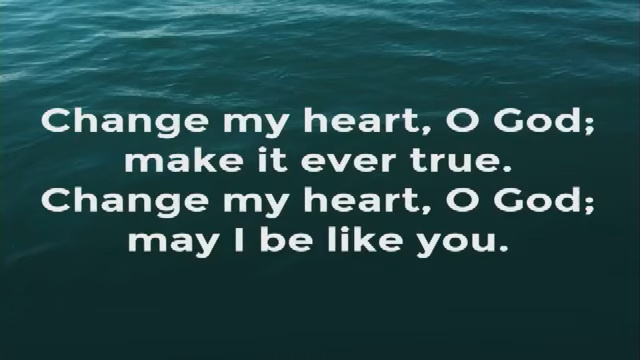 Change my heart, O God;
make it ever true.
Change my heart, O God;
may I be like you.